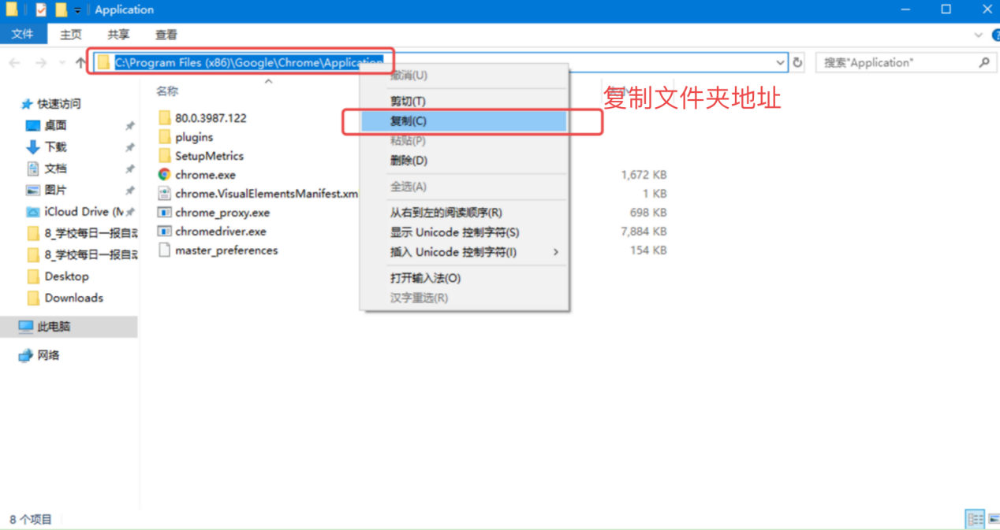 Application
文件 主页 共享 查看
C:\Program Files (x86)\Google\Chrome\Application
搜索"Application"
撤消(U)
剪切(T)
复制(C)
粘贴(P)
删除(D)
全选(A)
从右到左的阅读顺序(R)
显示 Unicode 控制字符(S)
插入 Unicode 控制字符(I)
打开输入法(O)
汉字重选(R)
复制文件夹地址
名称
80.0.3987.122
plugins
SetupMetrics
chrome.exe 1,672 KB
chrome.VisualElementsManifest.xm 1 KB
chrome_proxy.exe 698 KB
chromedriver.exe 7,884 KB
master_preferences 154 KB
快速访问
桌面
下载
文档
图片
iCloud Drive (M
8_学校每日一报自动
8_学校每日一报自动
Desktop
Downloads
此电脑
网络
8 个项目